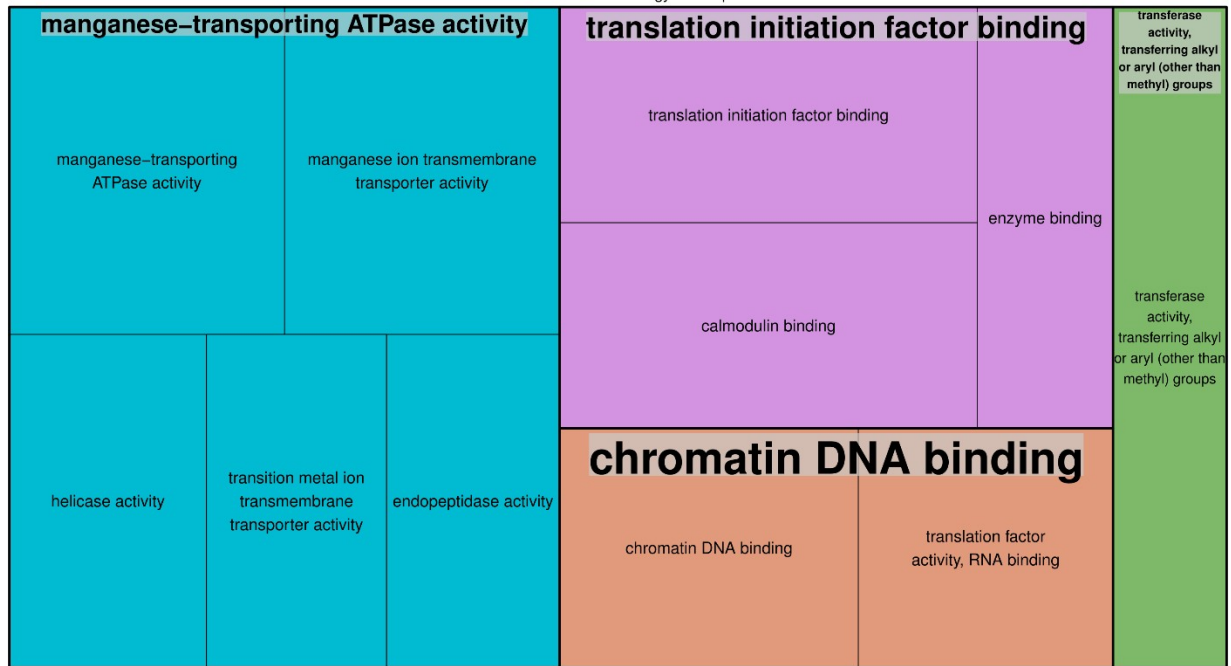 manganese−transporting ATPase activity
manganese−transporting
ATPase activity
manganese ion transmembrane
transporter activity
helicase activity
transition metal ion
transmembrane
transporter activity
endopeptidase activity
translation initiation factor binding
translation initiation factor binding
enzyme binding
calmodulin binding
chromatin DNA binding
chromatin DNA binding
translation factor
activity, RNA binding
transferase
activity,
transferring alkyl
or aryl (other than
methyl) groups
transferase
activity,
transferring alkyl
or aryl (other than
methyl) groups